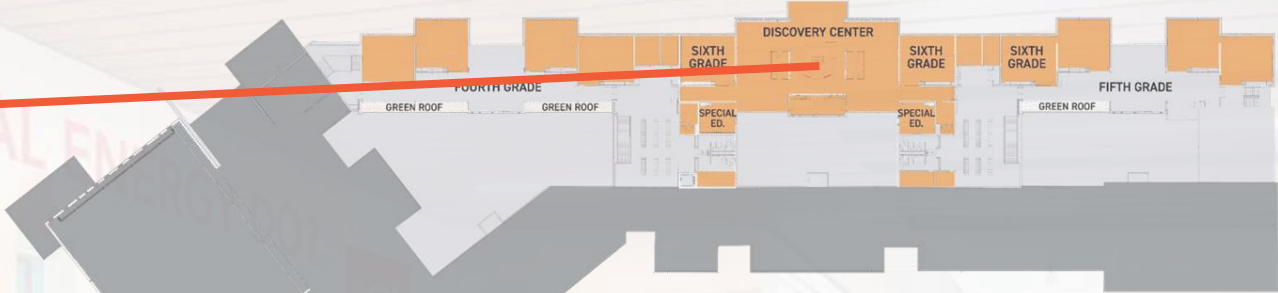 DISCOVERY CENTER
SIXTH
GRADE
SIXTH
GRADE
SIXTH
GRADE
FOURTH GRADE
FIFTH GRADE
GREEN ROOF
GREEN ROOF
GREEN ROOF
SPECIAL
ED.
SPECIAL
ED.